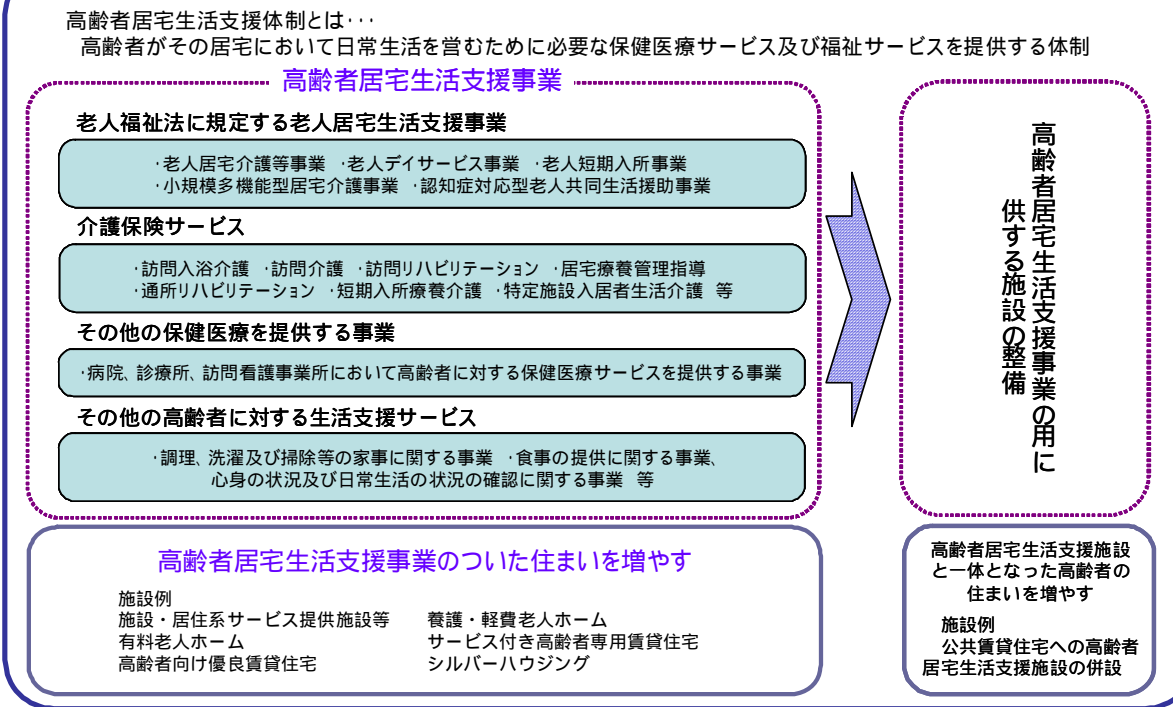 高齢者居宅生活支援体制とは･･･
高齢者がその居宅において日常生活を営むために必要な保健医療サービス及び福祉サービスを提供する体制
高齢者居宅生活支援事業
老人福祉法に規定する老人居宅生活支援事業
･老人居宅介護等事業 ･老人デイサービス事業 ･老人短期入所事業
･小規模多機能型居宅介護事業 ･認知症対応型老人共同生活援助事業
介護保険サービス
･訪問入浴介護 ･訪問介護 ･訪問リハビリテーション ･居宅療養管理指導
･通所リハビリテーション ･短期入所療養介護 ･特定施設入居者生活介護 等
その他の保健医療を提供する事業
･病院、診療所、訪問看護事業所において高齢者に対する保健医療サービスを提供する事業
その他の高齢者に対する生活支援サービス
･調理、洗濯及び掃除等の家事に関する事業 ･食事の提供に関する事業、
心身の状況及び日常生活の状況の確認に関する事業 等
高齢者居宅生活支援事業の用に
供する施設の整備
高齢者居宅生活支援事業のついた住まいを増やす
施設例
施設・居住系サービス提供施設等 養護・軽費老人ホーム
有料老人ホーム サービス付き高齢者専用賃貸住宅
高齢者向け優良賃貸住宅 シルバーハウジング
高齢者居宅生活支援施設
と一体となった高齢者の
住まいを増やす
施設例
公共賃貸住宅への高齢者
居宅生活支援施設の併設